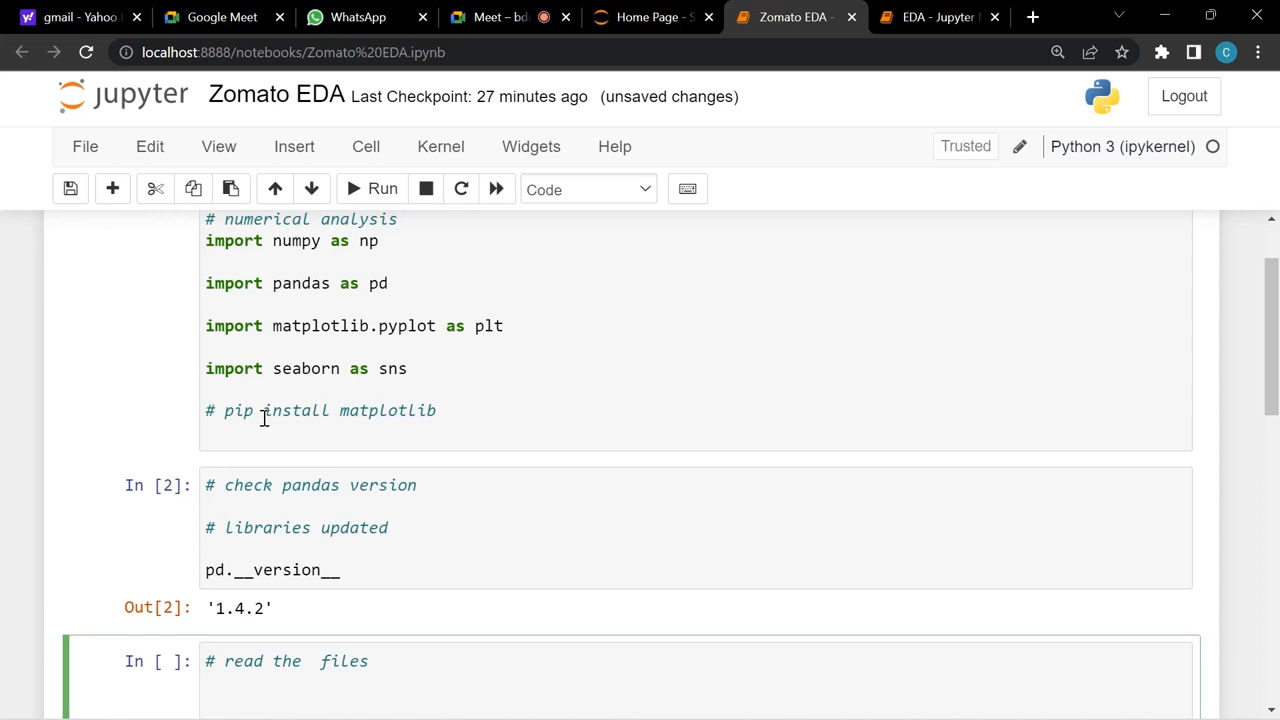 gmail - Yahoo
Google Meet
WhatsApp
Meet – bd
Home Page - S
Zomato EDA -
EDA - Jupyter N
localhost:8888/notebooks/Zomato%20EDA.ipynb
C
jupyter Zomato EDA Last Checkpoint: 27 minutes ago (unsaved changes)
Logout
File Edit View Insert Cell Kernel Widgets Help
Trusted
Python 3 (ipykernel)
Run
Code
# numerical analysis
import numpy as np
import pandas as pd
import matplotlib.pyplot as plt
import seaborn as sns
# pip install matplotlib
In [2]: # check pandas version
# libraries updated
pd.__version__
Out[2]: '1.4.2'
In [ ]: # read the  files